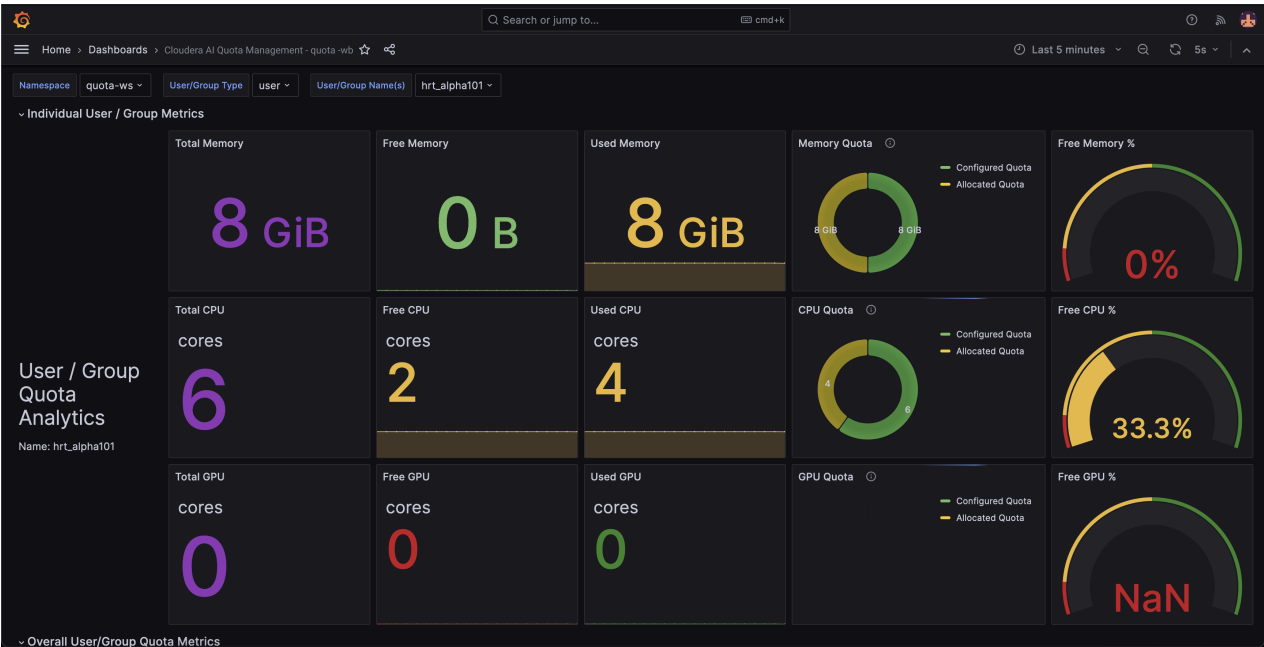 Search or jump to... cmd+k
Home › Dashboards › Cloudera AI Quota Management - quota -wb
Last 5 minutes 5s
Namespace quota-ws User/Group Type user User/Group Name(s) hrt_alpha101
Individual User / Group Metrics
User / Group
Quota
Analytics
Name: hrt_alpha101
Total Memory
8 GiB
Free Memory
0 B
Used Memory
8 GiB
Memory Quota
Configured Quota
Allocated Quota
8 GiB 8 GiB
Free Memory %
0%
Total CPU
cores
6
Free CPU
cores
2
Used CPU
cores
4
CPU Quota
Configured Quota
Allocated Quota
4
6
Free CPU %
33.3%
Total GPU
cores
0
Free GPU
cores
0
Used GPU
cores
0
GPU Quota
Configured Quota
Allocated Quota
Free GPU %
NaN
Overall User/Group Quota Metrics